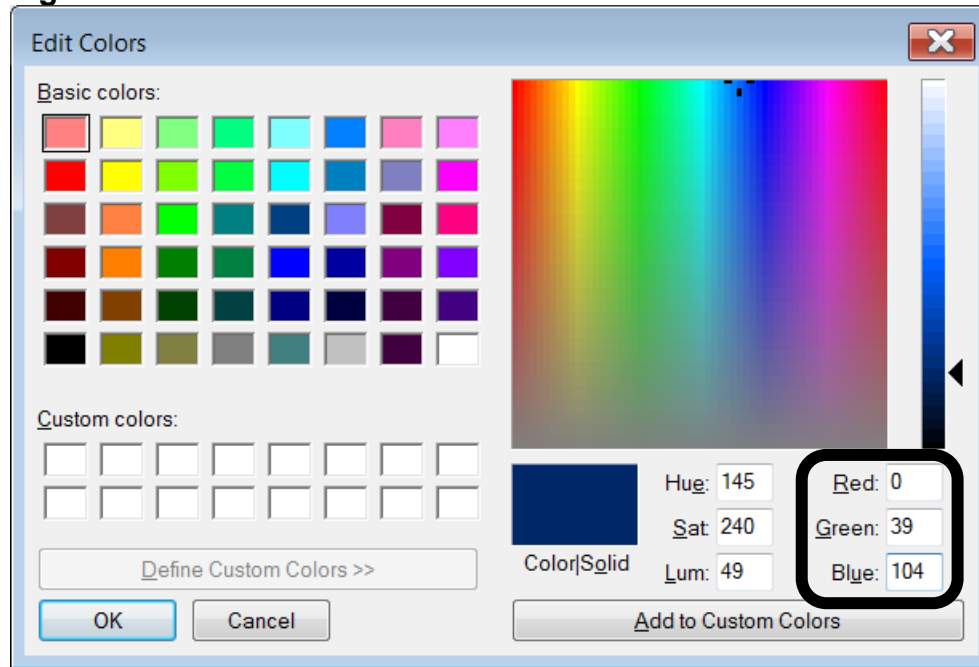 Edit Colors
Basic colors:
Custom colors:
Define Custom Colors >>
OK
Cancel
Color|Solid
Hue: 145
Sat: 240
Lum: 49
Red: 0
Green: 39
Blue: 104
Add to Custom Colors